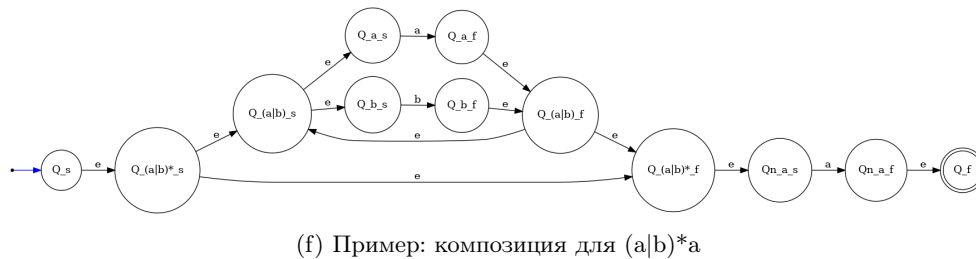 Q_a_s a Q_a_f
e e
Q_(a|b)_s e Q_b_s b Q_b_f e Q_(a|b)_f
e e e
Q_s e Q_(a|b)*_s e Q_(a|b)*_f e Qn_a_s a Qn_a_f e Q_f
(f) Пример: композиция для (a|b)*a